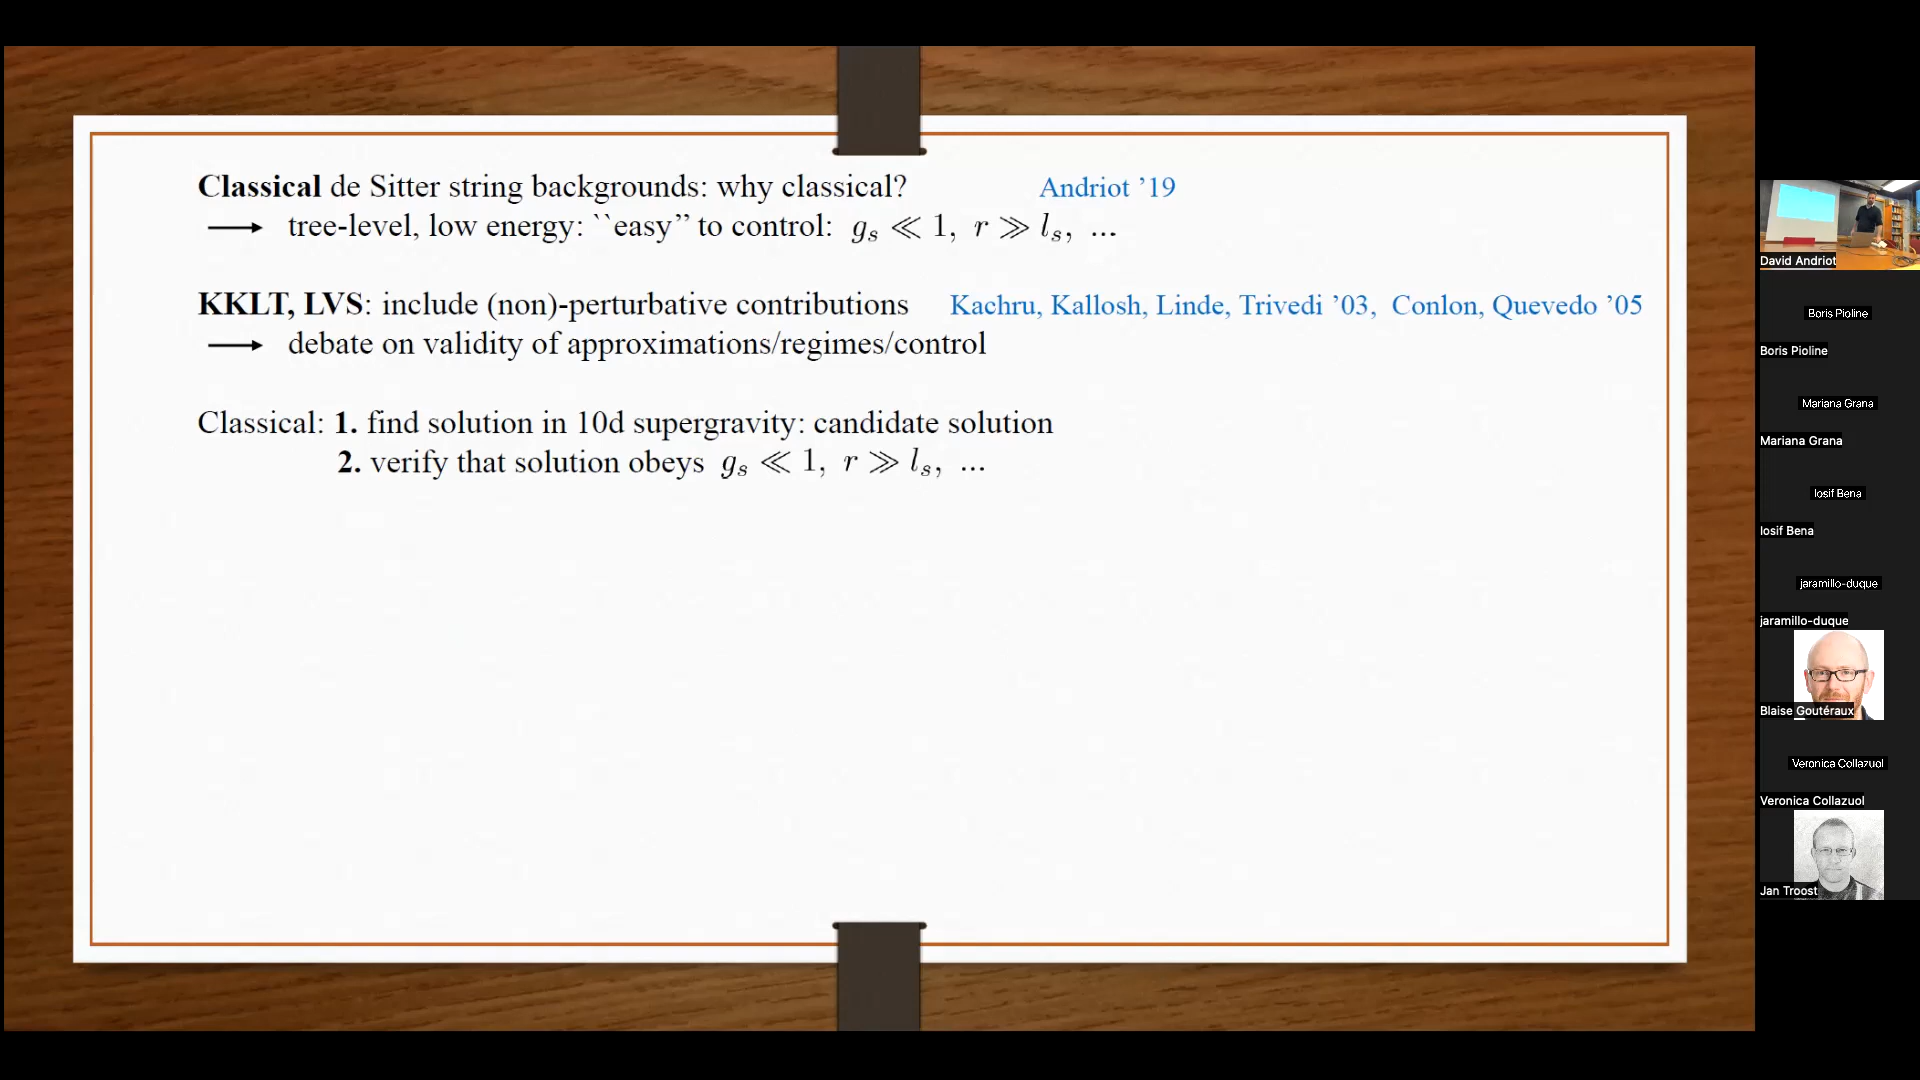 Classical de Sitter string backgrounds: why classical? Andriot ’19
⟶ tree-level, low energy: ``easy’’ to control: g_s ≪ 1, r ≫ l_s, ...
KKLT, LVS: include (non)-perturbative contributions Kachru, Kallosh, Linde, Trivedi ’03, Conlon, Quevedo ’05
⟶ debate on validity of approximations/regimes/control
Classical: 1. find solution in 10d supergravity: candidate solution
2. verify that solution obeys g_s ≪ 1, r ≫ l_s, ...
David Andriot
Boris Pioline
Boris Pioline
Mariana Grana
Mariana Grana
Iosif Bena
Iosif Bena
jaramillo-duque
jaramillo-duque
Blaise Goutéraux
Veronica Collazuol
Veronica Collazuol
Jan Troost